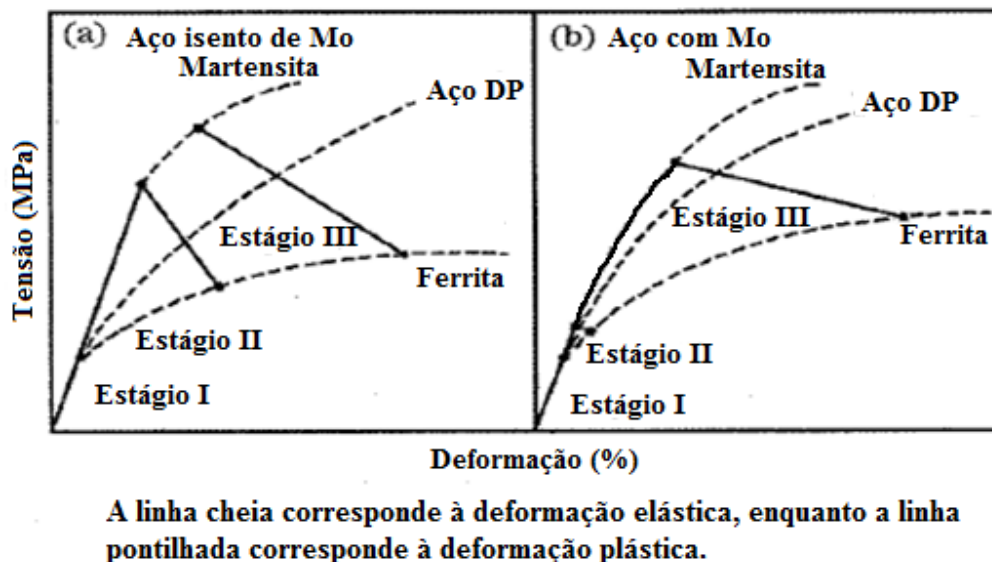 (a) Aço isento de Mo
Martensita
Aço DP
Estágio III
Ferrita
Estágio II
Estágio I
(b) Aço com Mo
Martensita
Aço DP
Estágio III
Ferrita
Estágio II
Estágio I
Tensão (MPa)
Deformação (%)
A linha cheia corresponde à deformação elástica, enquanto a linha
pontilhada corresponde à deformação plástica.